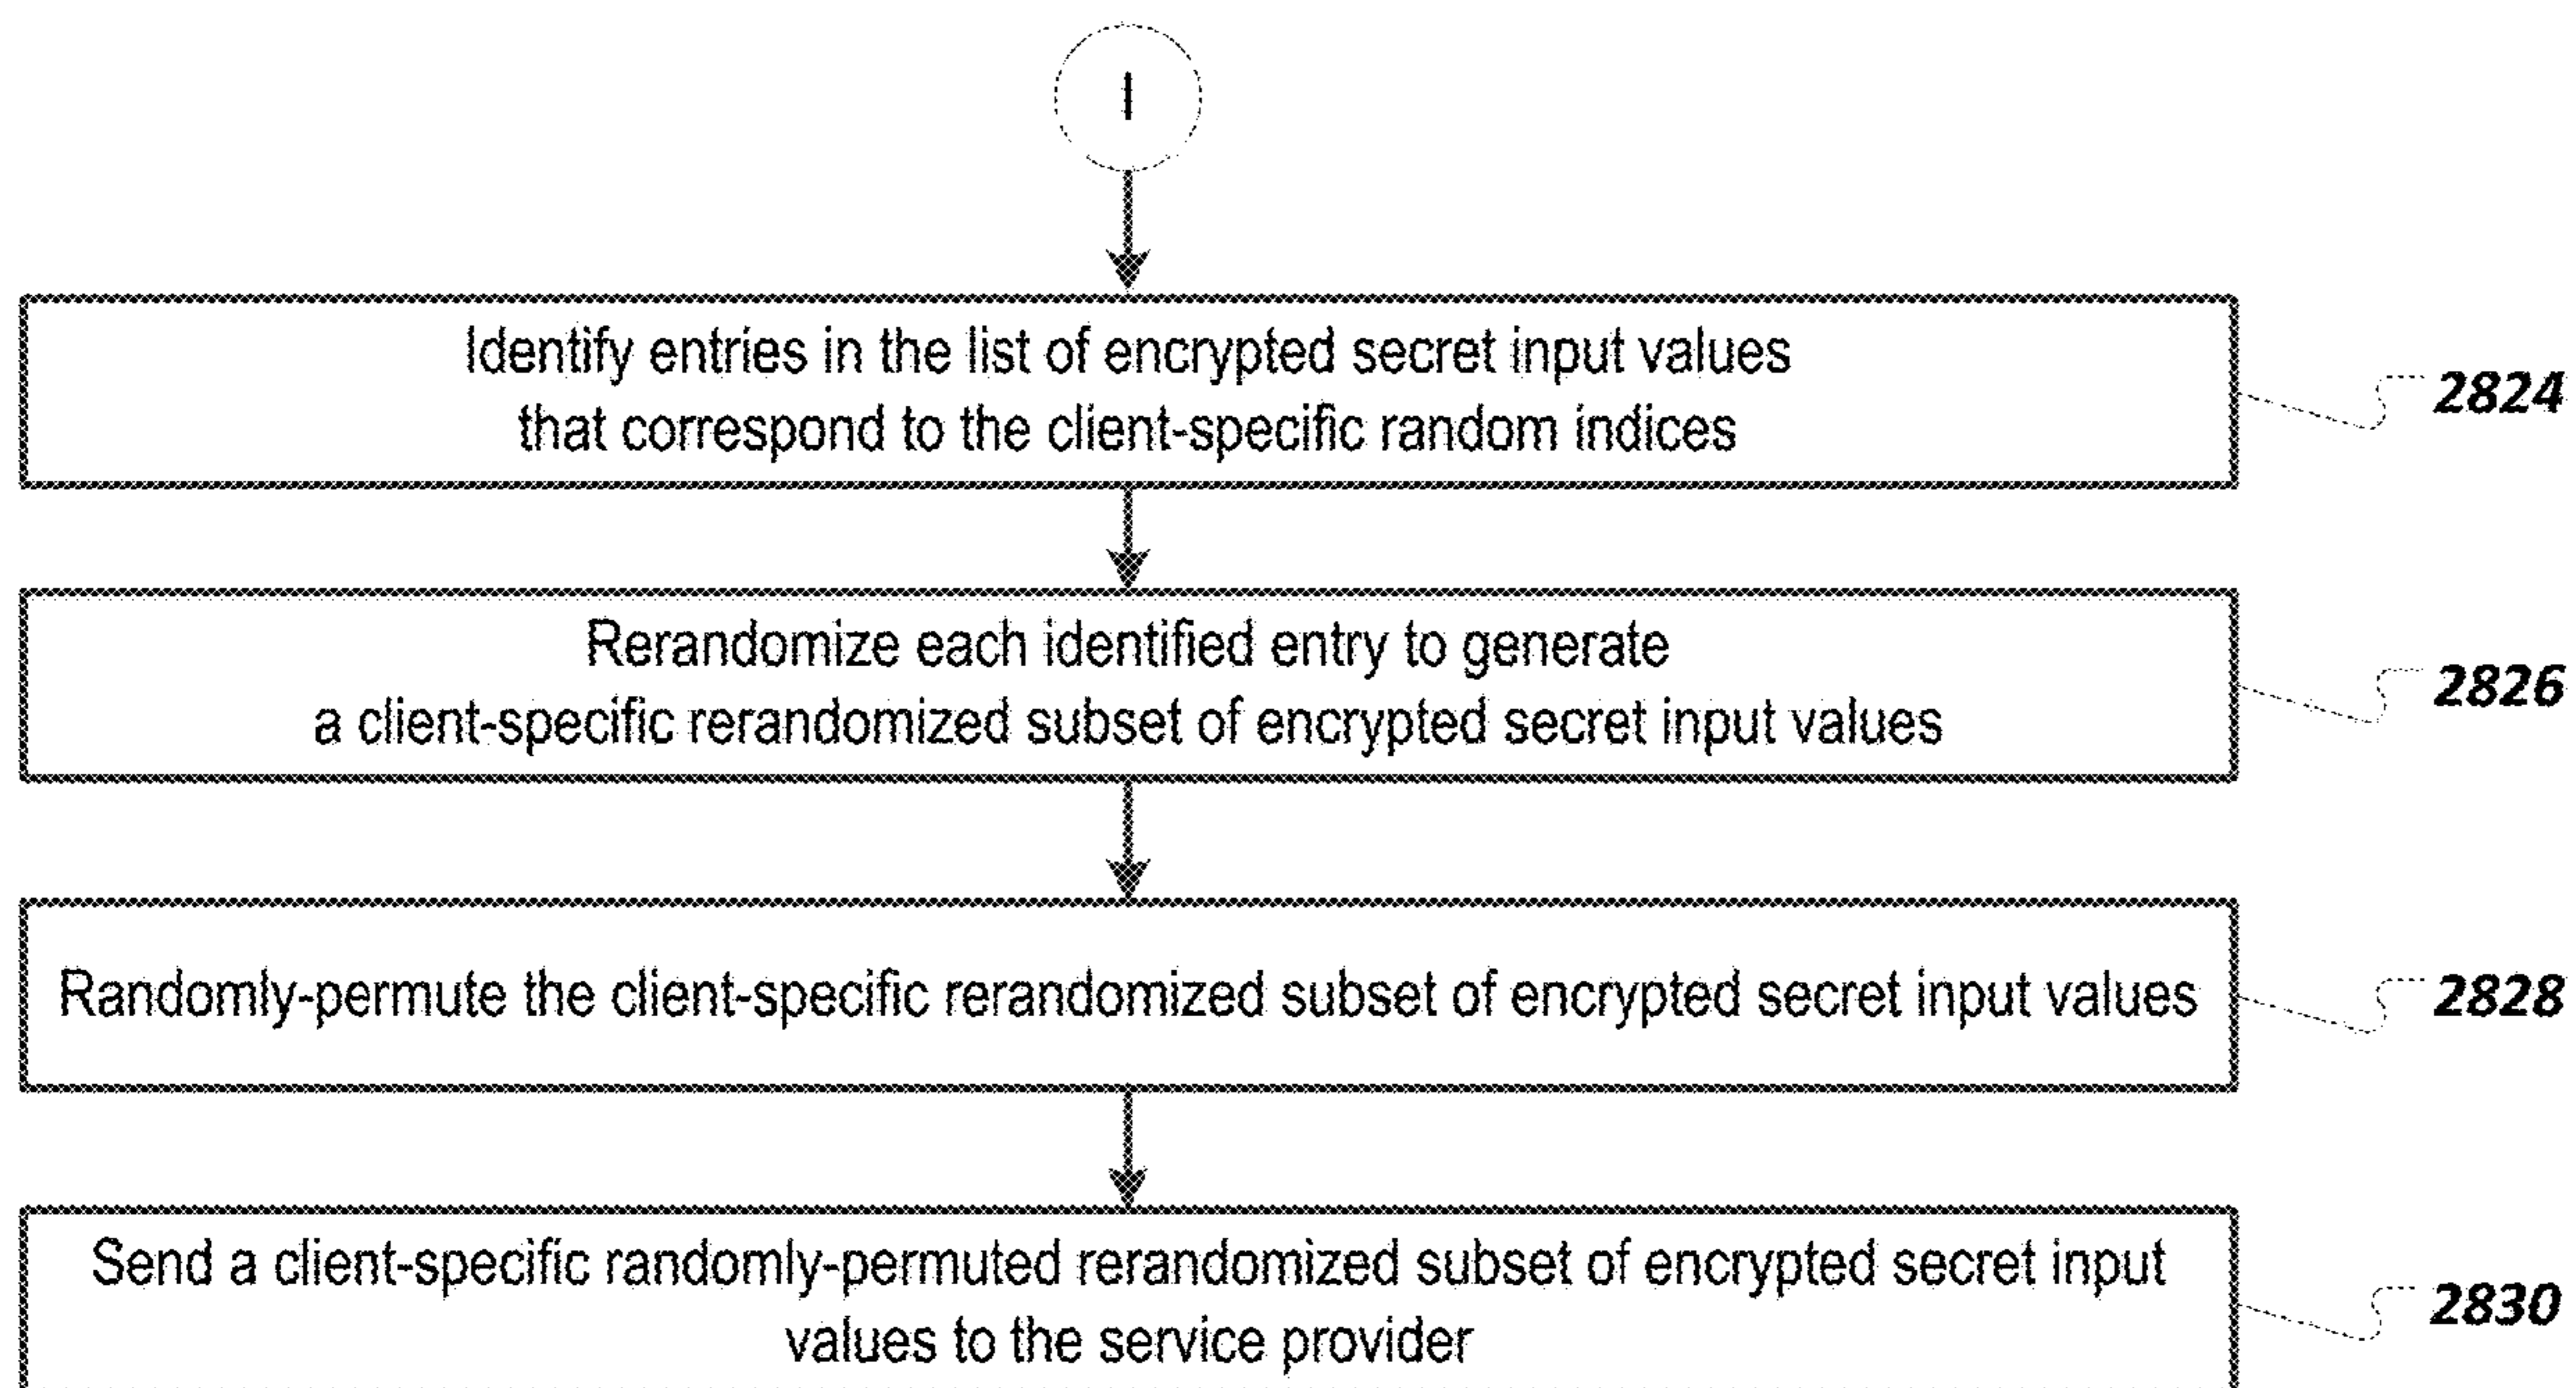 I
Identify entries in the list of encrypted secret input values
that correspond to the client-specific random indices
2824
Rerandomize each identified entry to generate
a client-specific rerandomized subset of encrypted secret input values
2826
Randomly-permute the client-specific rerandomized subset of encrypted secret input values
2828
Send a client-specific randomly-permuted rerandomized subset of encrypted secret input
values to the service provider
2830